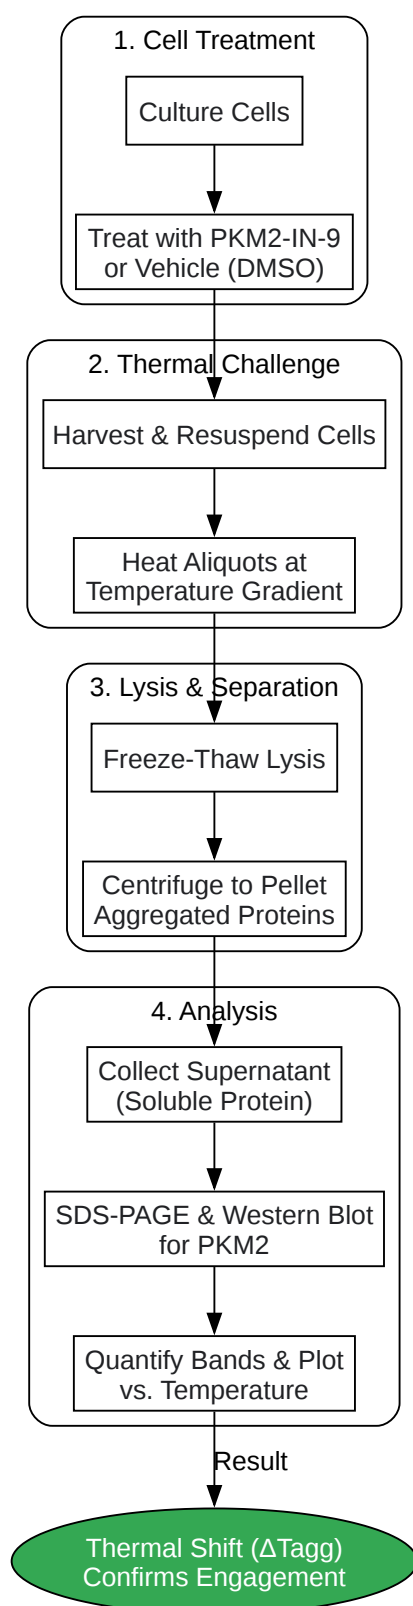 1. Cell Treatment
Culture Cells
Treat with PKM2-IN-9
or Vehicle (DMSO)
2. Thermal Challenge
Harvest & Resuspend Cells
Heat Aliquots at
Temperature Gradient
3. Lysis & Separation
Freeze-Thaw Lysis
Centrifuge to Pellet
Aggregated Proteins
4. Analysis
Collect Supernatant
(Soluble Protein)
SDS-PAGE & Western Blot
for PKM2
Quantify Bands & Plot
vs. Temperature
Result
Thermal Shift (ΔTagg)
Confirms Engagement